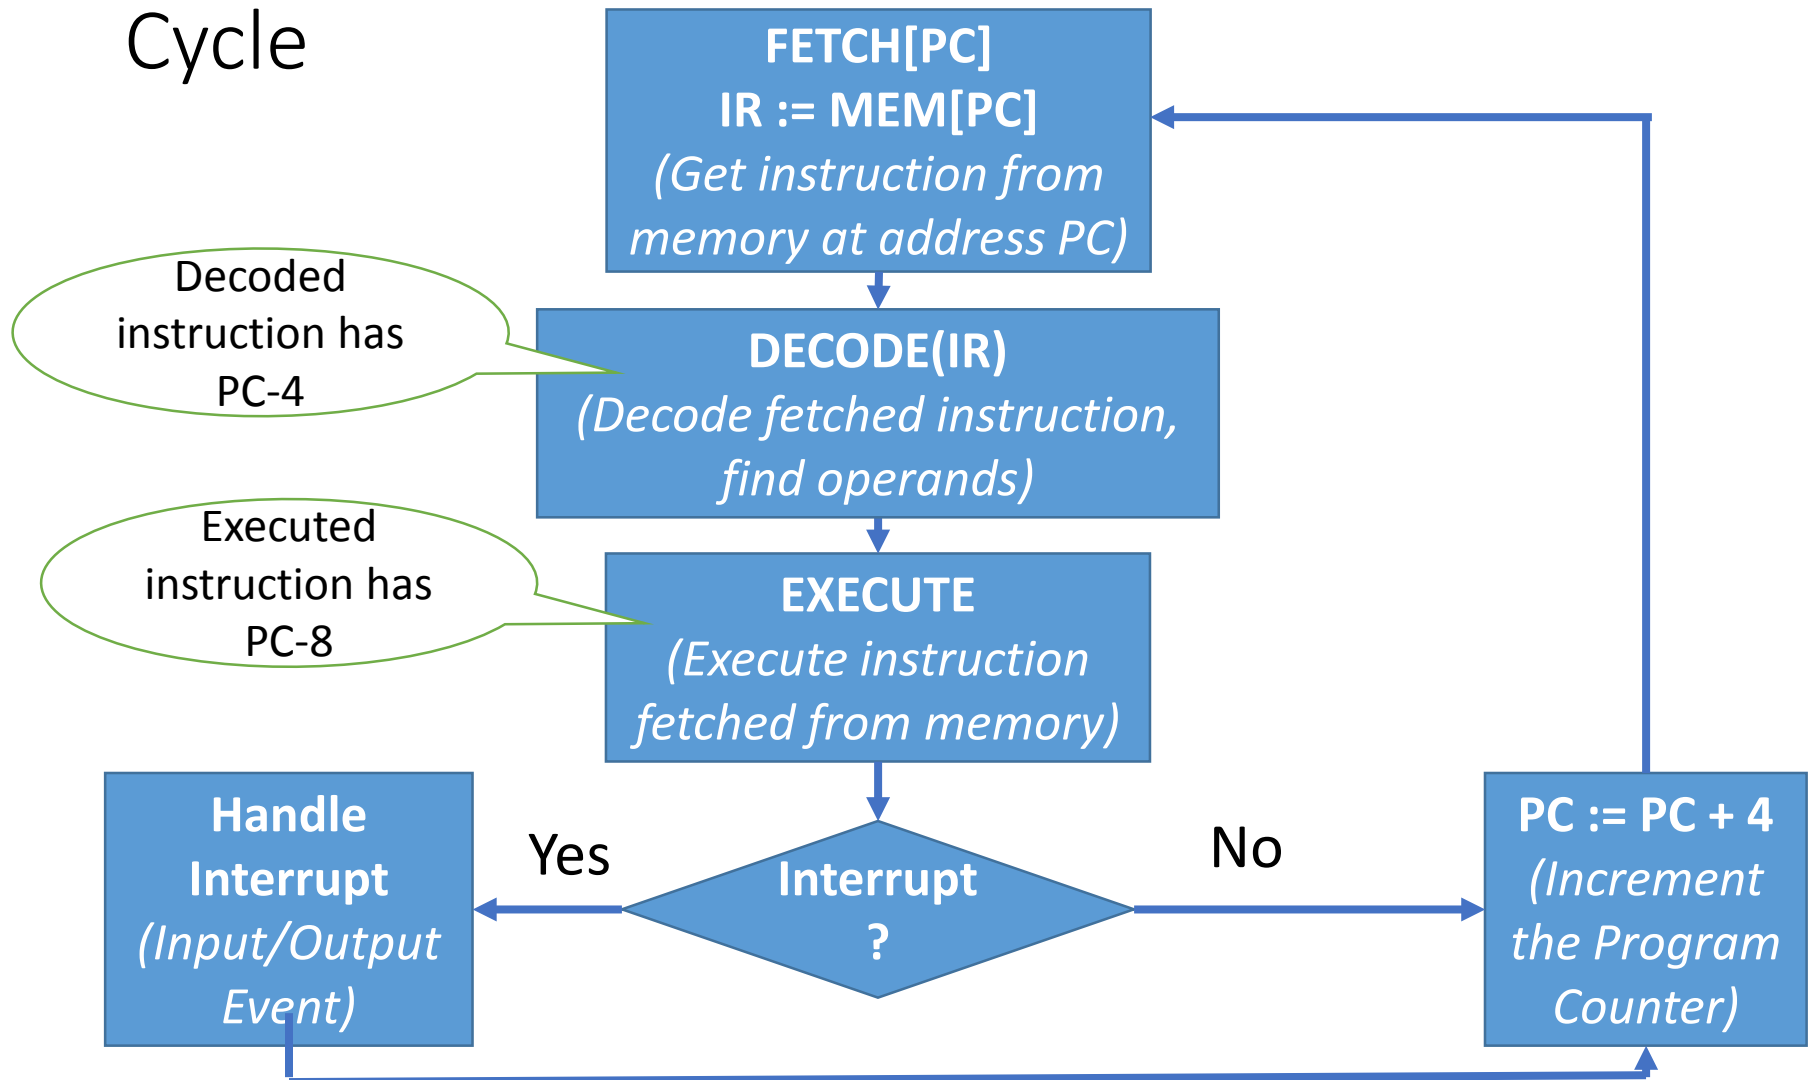 Cycle
FETCH[PC]
IR := MEM[PC]
(Get instruction from
memory at address PC)
Decoded
instruction has
PC-4
DECODE(IR)
(Decode fetched instruction,
find operands)
Executed
instruction has
PC-8
EXECUTE
(Execute instruction
fetched from memory)
Handle
Interrupt
(Input/Output
Event)
Yes
Interrupt
?
No
PC := PC + 4
(Increment
the Program
Counter)